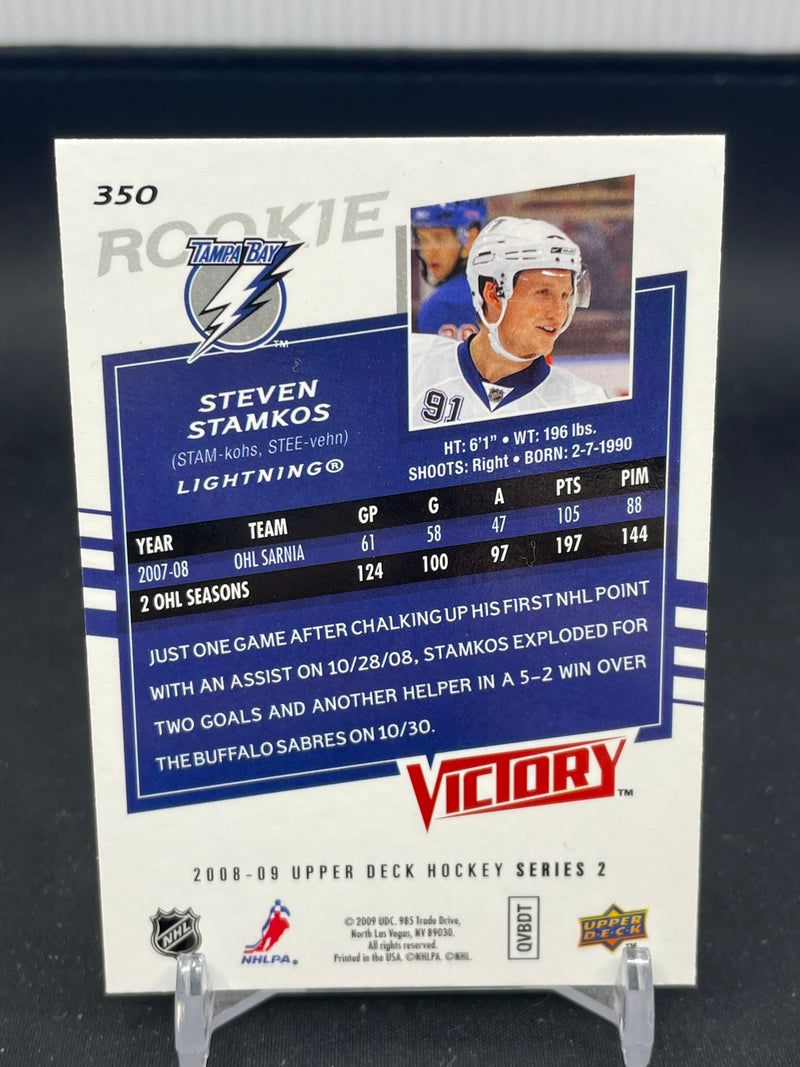 350
ROOKIE
TAMPA BAY
TM
STEVEN
STAMKOS
(STAM-kohs, STEE-vehn)
LIGHTNING®
91
HT: 6'1" • WT: 196 lbs.
SHOOTS: Right • BORN: 2-7-1990
YEAR TEAM GP G A PTS PIM
2007-08 OHL SARNIA 61 58 47 105 88
2 OHL SEASONS 124 100 97 197 144
JUST ONE GAME AFTER CHALKING UP HIS FIRST NHL POINT
WITH AN ASSIST ON 10/28/08, STAMKOS EXPLODED FOR
TWO GOALS AND ANOTHER HELPER IN A 5–2 WIN OVER
THE BUFFALO SABRES ON 10/30.
VICTORY™
2008-09 UPPER DECK HOCKEY SERIES 2
NHL
NHLPA.
© 2009 UDC. 985 Trade Drive,
North Las Vegas, NV 89030.
All rights reserved.
Printed in the USA. ©NHLPA. ©NHL.
QVBDT
UPPER
DECK
TM